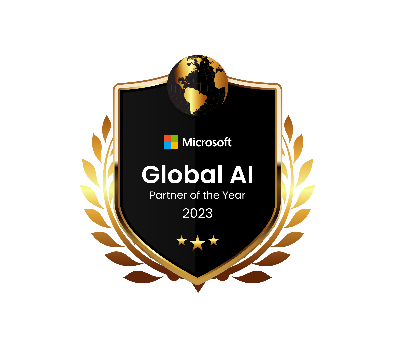 Microsoft
Global AI
Partner of the Year
2023